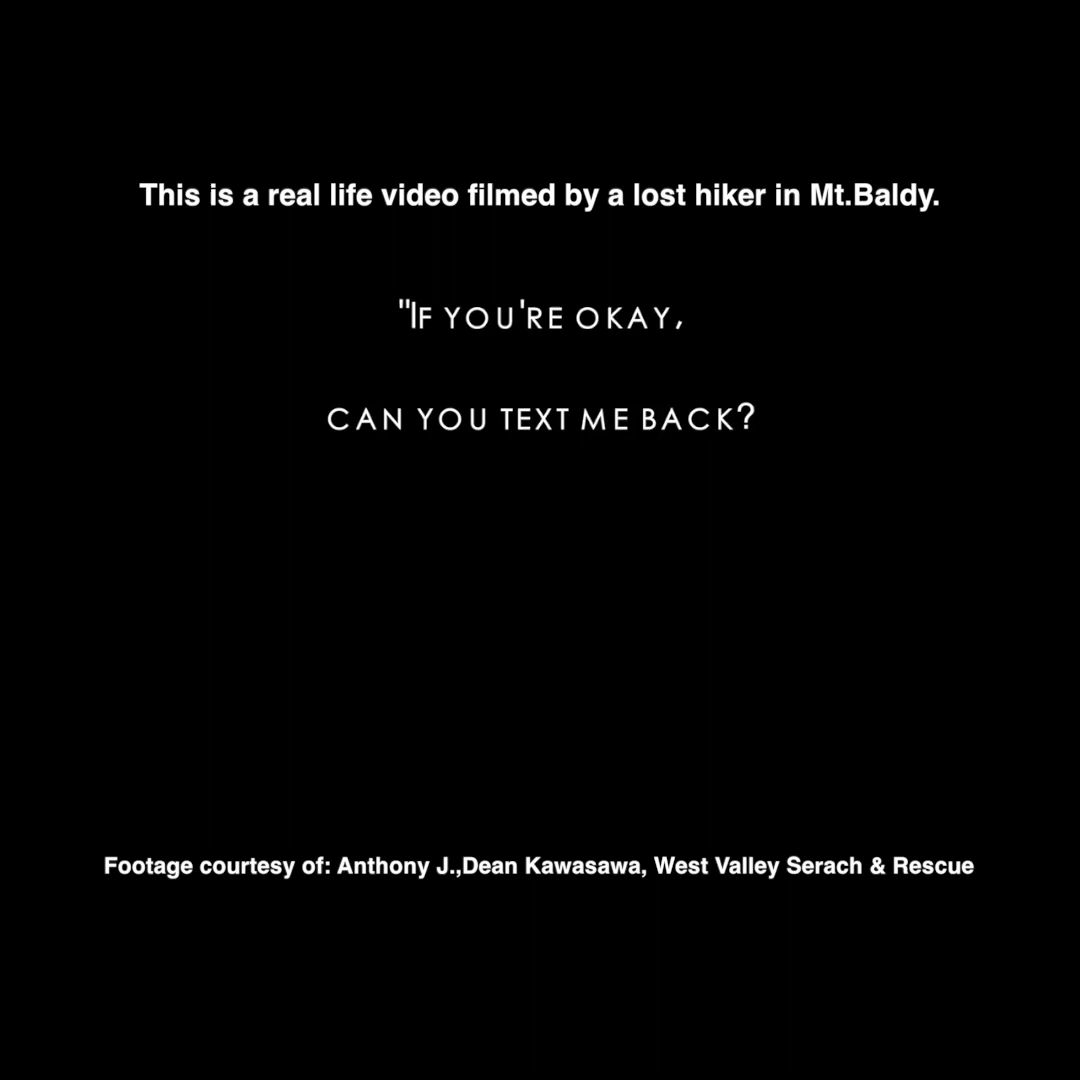 This is a real life video filmed by a lost hiker in Mt.Baldy.
"IF YOU'RE OKAY,
CAN YOU TEXT ME BACK?
Footage courtesy of: Anthony J.,Dean Kawasawa, West Valley Serach & Rescue